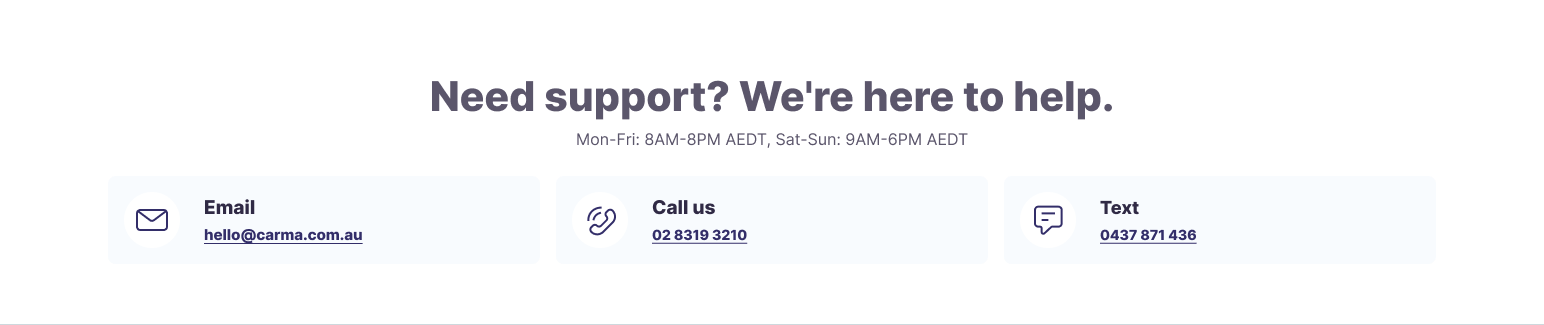 Need support? We're here to help.
Mon-Fri: 8AM-8PM AEDT, Sat-Sun: 9AM-6PM AEDT
Email
hello@carma.com.au
Call us
02 8319 3210
Text
0437 871 436